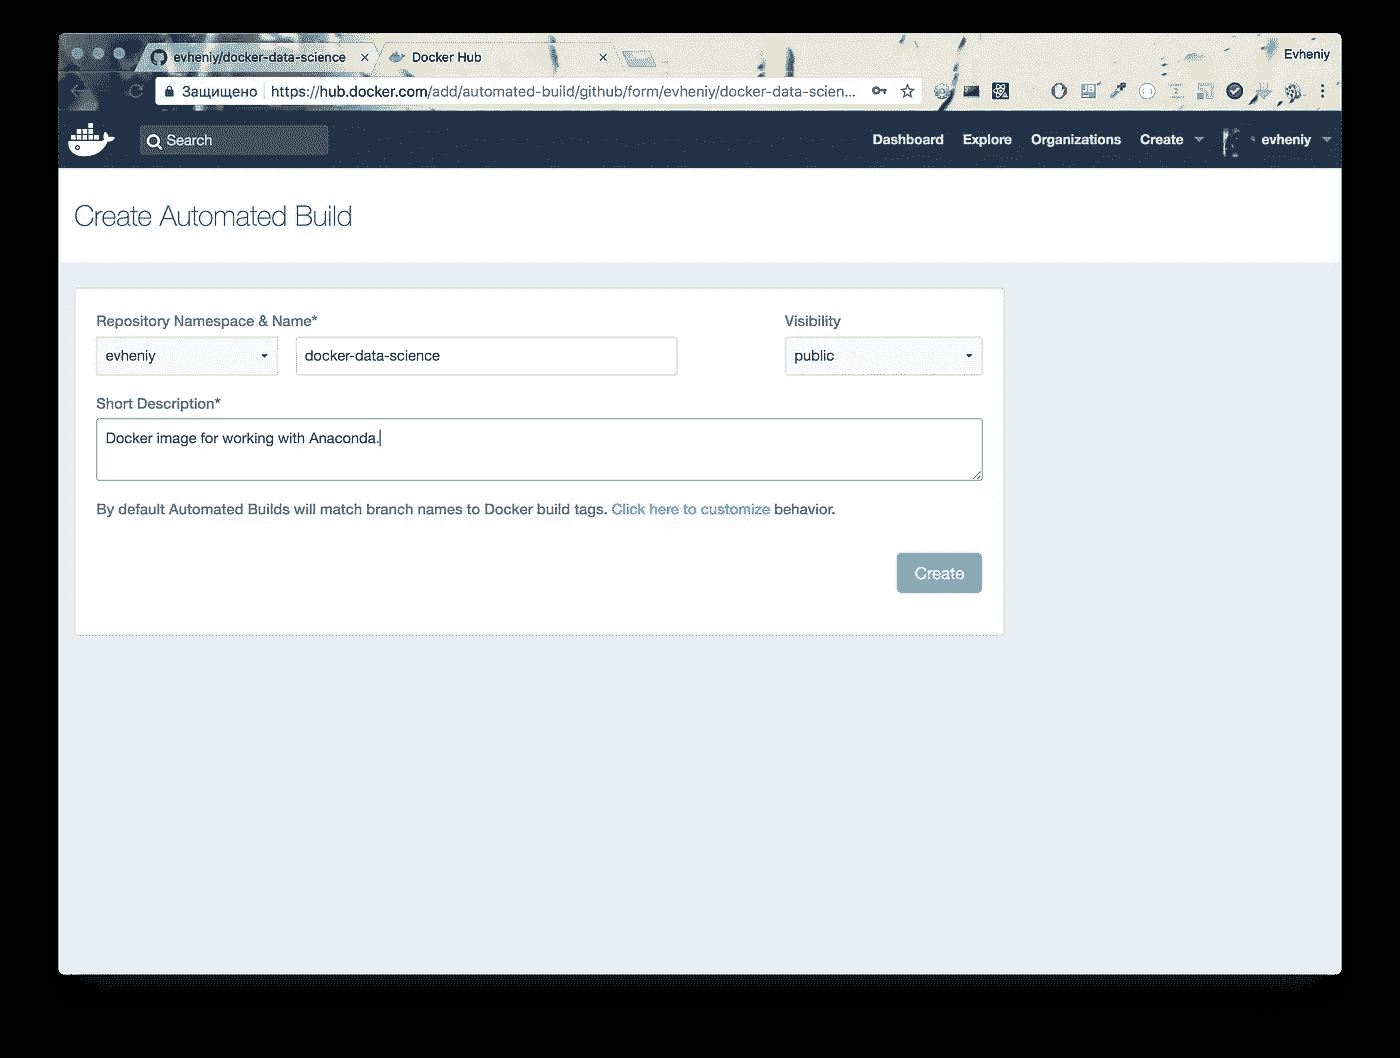 evheniy/docker-data-science
Docker Hub
Evheniy
Защищено https://hub.docker.com/add/automated-build/github/form/evheniy/docker-data-scien...
Search
Dashboard Explore Organizations Create evheniy
Create Automated Build
Repository Namespace & Name* Visibility
evheniy docker-data-science public
Short Description*
Docker image for working with Anaconda.
By default Automated Builds will match branch names to Docker build tags. Click here to customize behavior.
Create